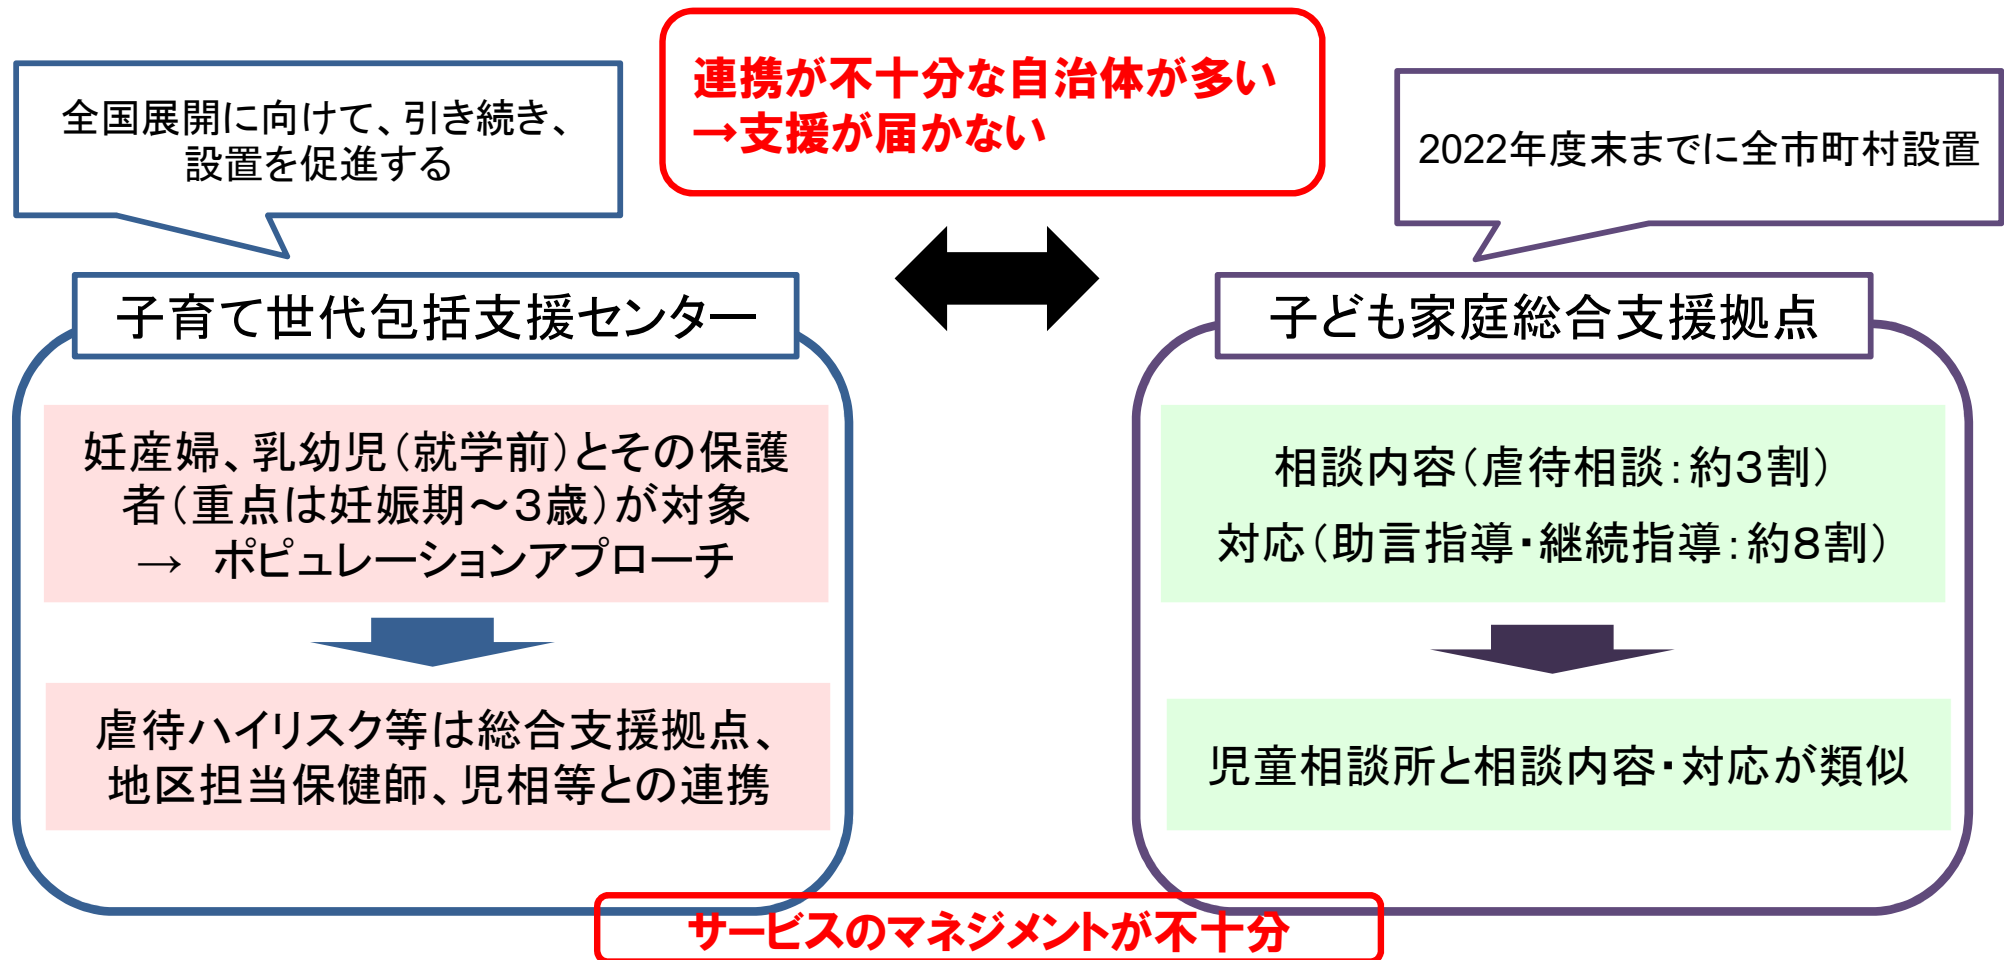 連携が不十分な自治体が多い
→支援が届かない
全国展開に向けて、引き続き、
設置を促進する
2022年度末までに全市町村設置
子育て世代包括支援センター
妊産婦、乳幼児（就学前）とその保護
者（重点は妊娠期～３歳）が対象
→ ポピュレーションアプローチ
虐待ハイリスク等は総合支援拠点、
地区担当保健師、児相等との連携
子ども家庭総合支援拠点
相談内容（虐待相談：約３割）
対応（助言指導・継続指導：約８割）
児童相談所と相談内容・対応が類似
サービスのマネジメントが不十分